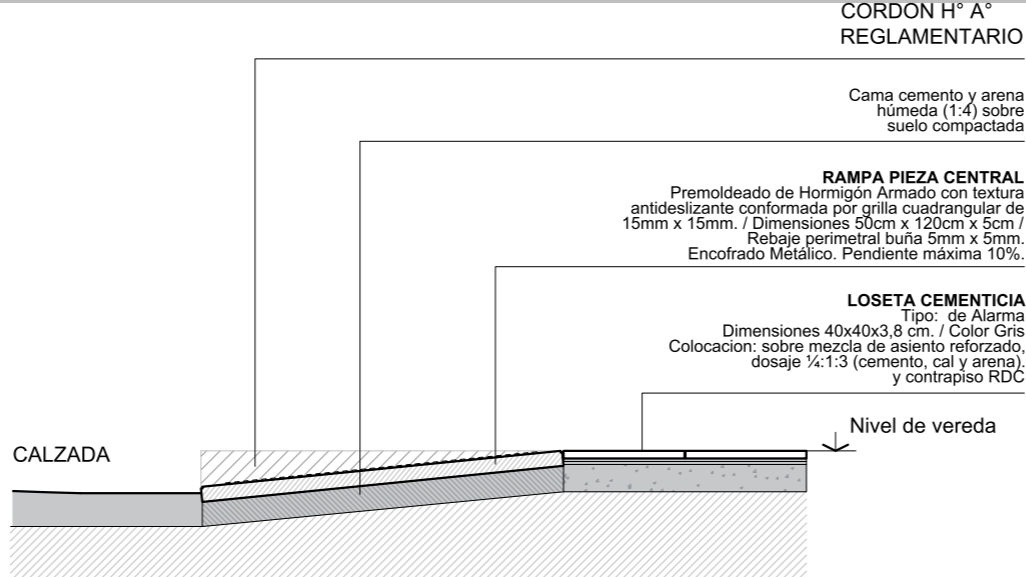 CORDON H° A°
REGLAMENTARIO
Cama cemento y arena
húmeda (1:4) sobre
suelo compactada
RAMPA PIEZA CENTRAL
Premoldeado de Hormigón Armado con textura
antideslizante conformada por grilla cuadrangular de
15mm x 15mm. / Dimensiones 50cm x 120cm x 5cm /
Rebaje perimetral buña 5mm x 5mm.
Encofrado Metálico. Pendiente máxima 10%.
LOSETA CEMENTICIA
Tipo: de Alarma
Dimensiones 40x40x3,8 cm. / Color Gris
Colocacion: sobre mezcla de asiento reforzado,
dosaje ¼:1:3 (cemento, cal y arena).
y contrapiso RDC
Nivel de vereda
CALZADA